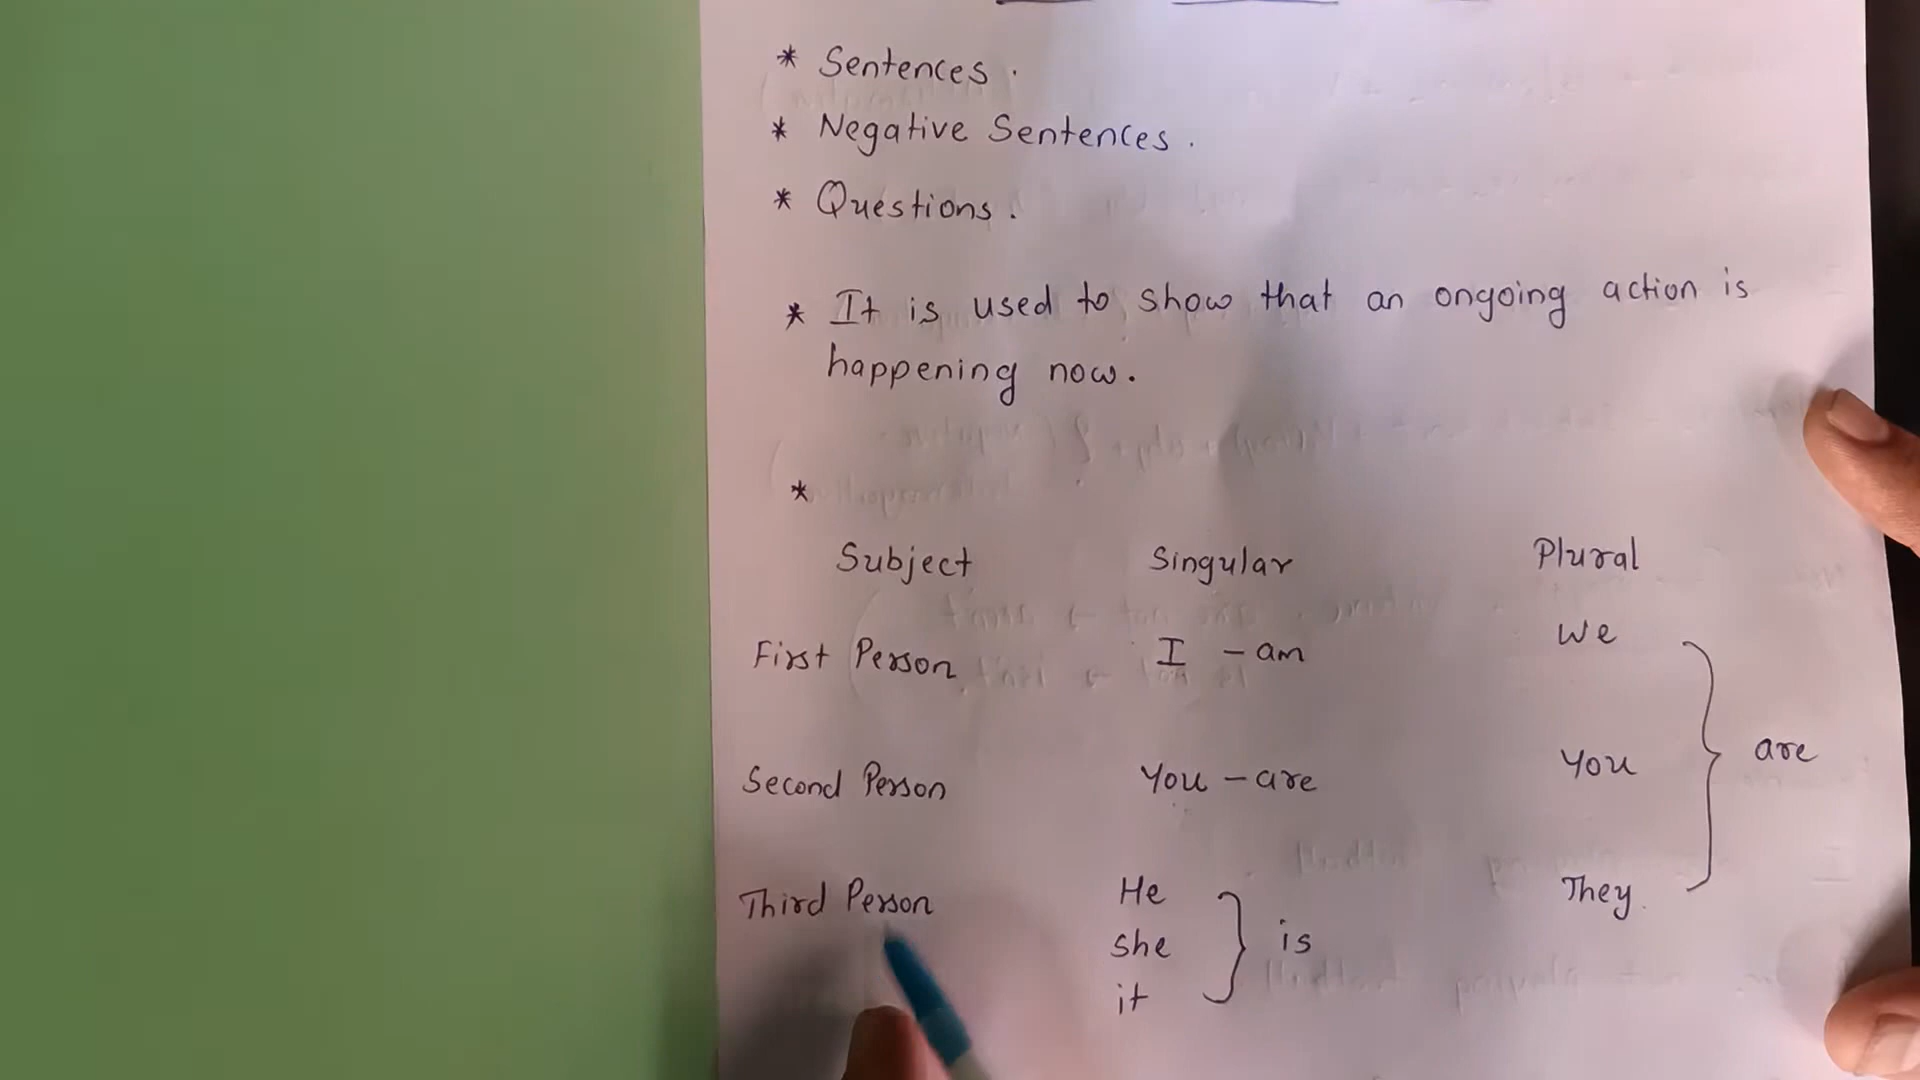 * Sentences.
* Negative Sentences.
* Questions.
* It is used to show that an ongoing action is
happening now.
*
Subject Singular Plural
First Person I - am We
Second Person You - are You are
Third Person He They
she is
it